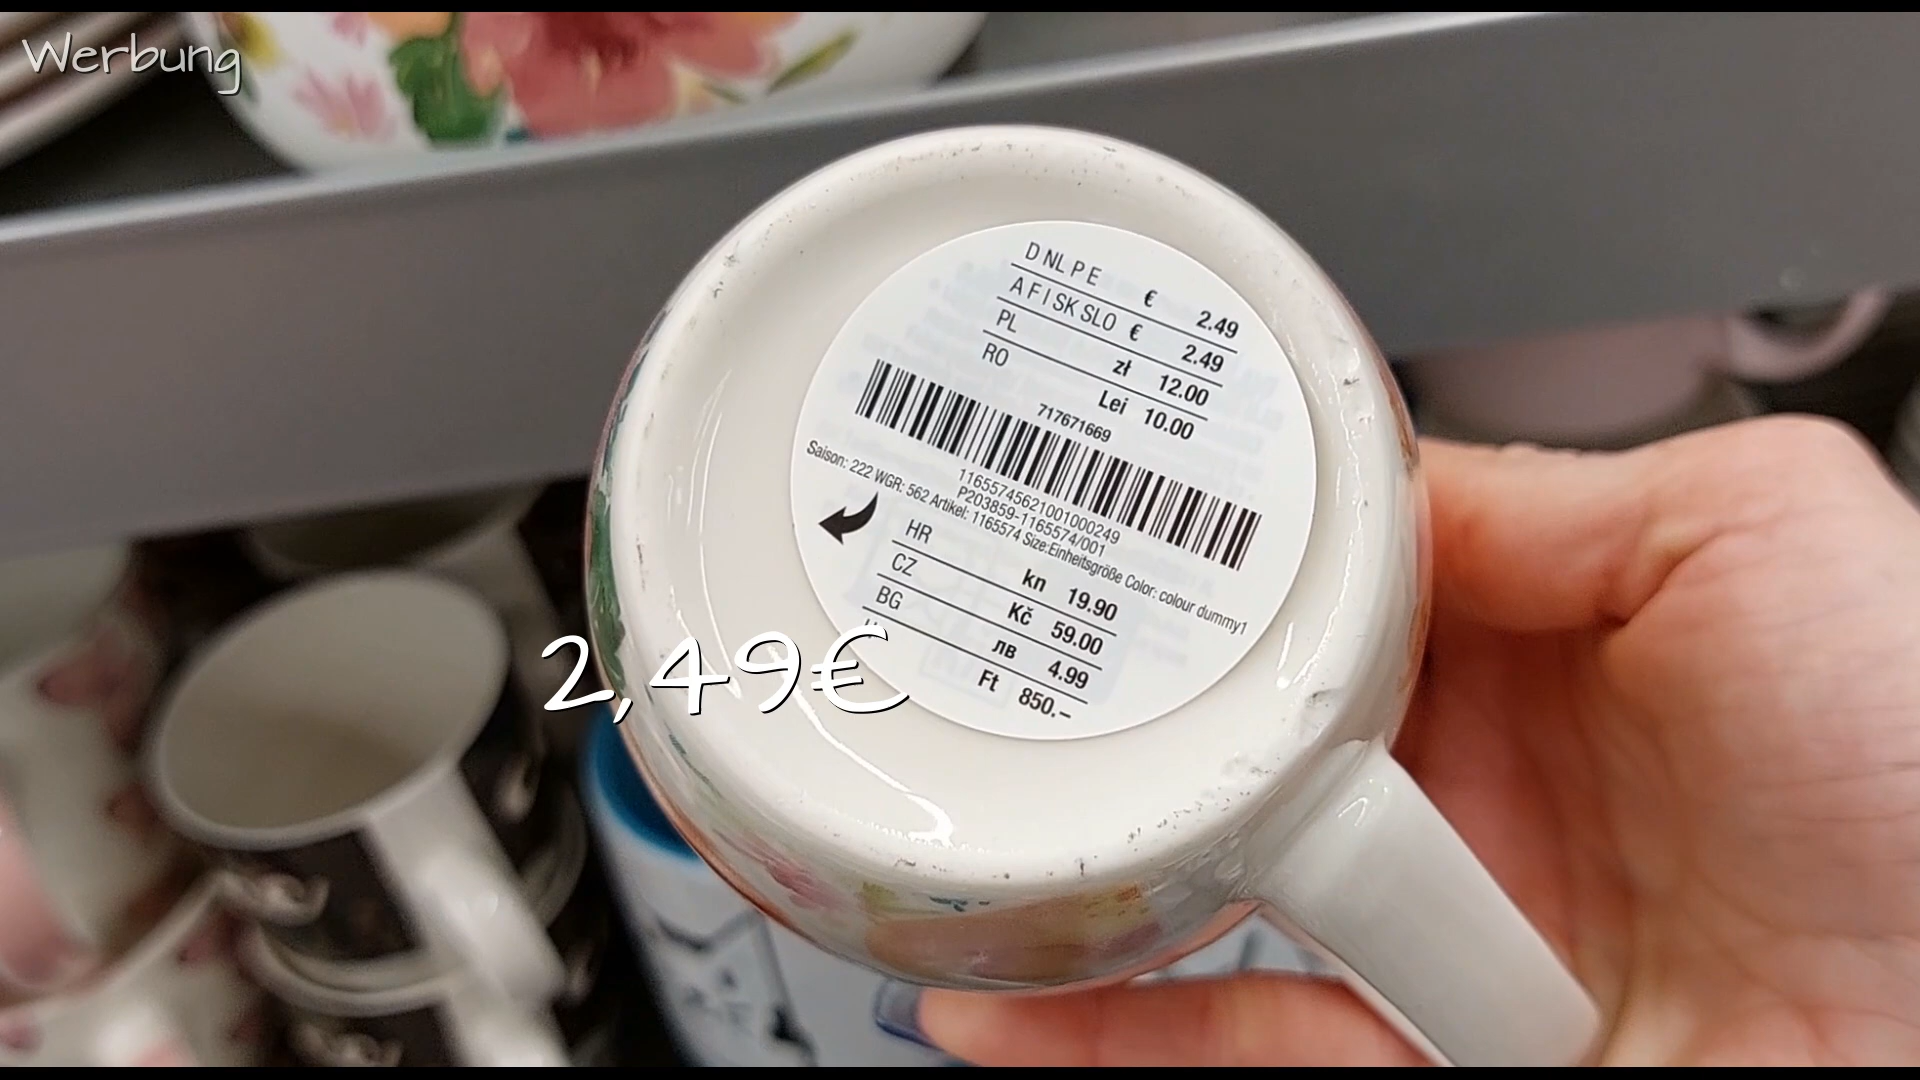 Werbung
D NL P E € 2.49
A F I SK SLO € 2.49
PL zł 12.00
RO Lei 10.00
717671669
1165574562100100024​9
P203859-1165574/001
Saison: 222 WGR: 562 Artikel: 1165574 Size:Einheitsgröße Color: colour dummy1
HR kn 19.90
CZ Kč 59.00
BG лв 4.99
Ft 850.–
2,49€